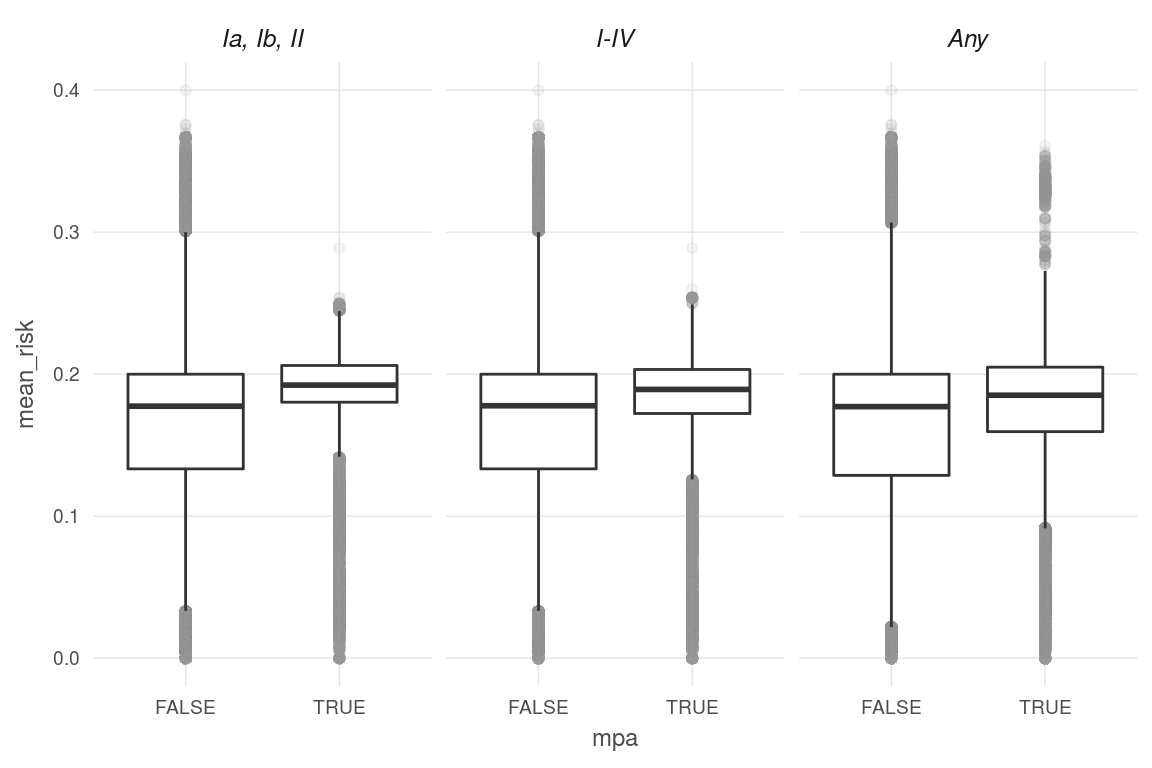 Ia, Ib, II
I-IV
Any
0.4
0.3
0.2
0.1
0.0
mean_risk
FALSE TRUE FALSE TRUE FALSE TRUE
mpa